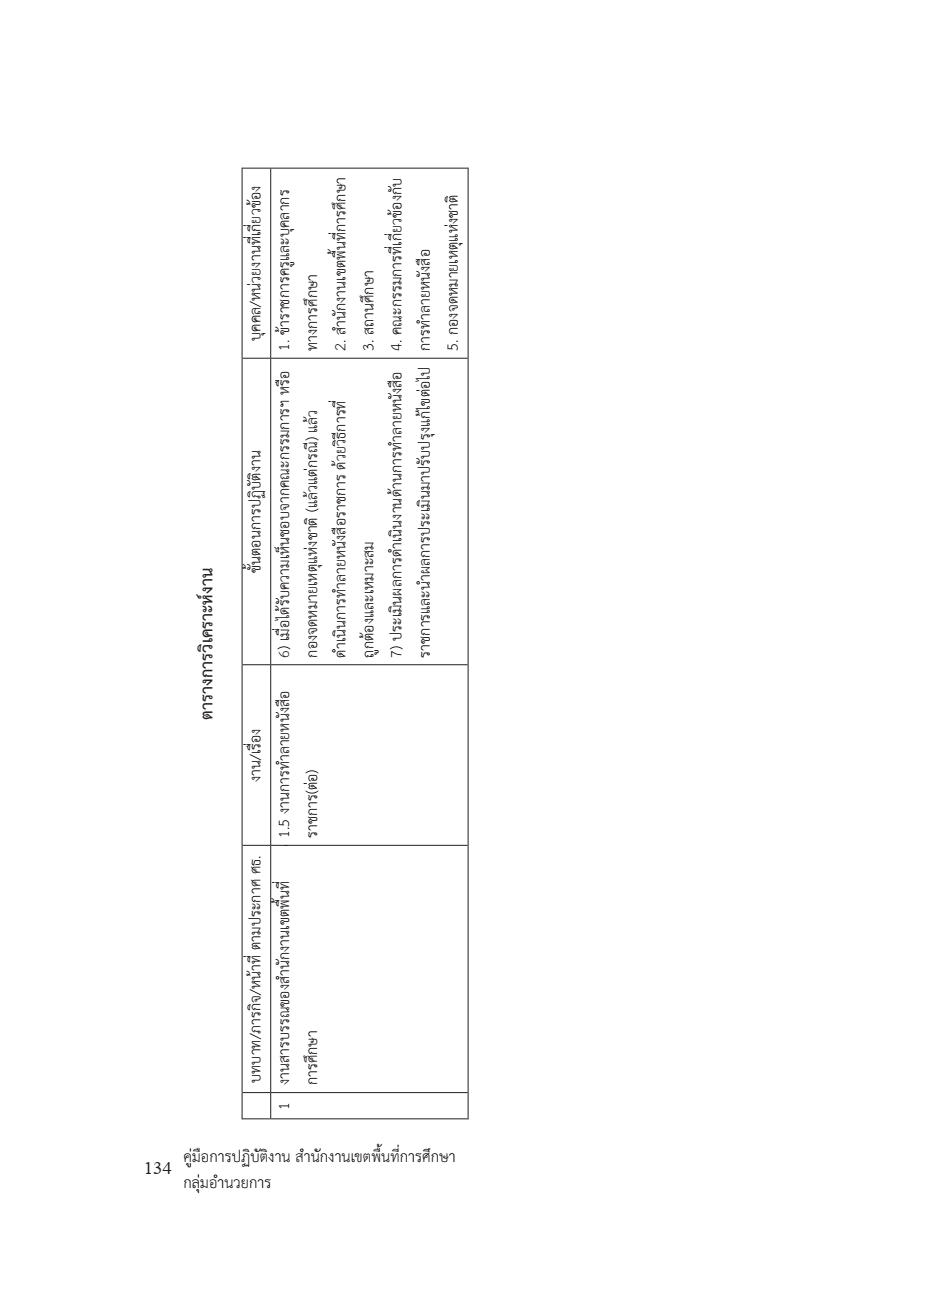 ตารางการวิเคราะห์งาน
บทบาท/ภารกิจ/หน้าที่ ตามประกาศ ศธ.
งาน/เรื่อง
ขั้นตอนการปฏิบัติงาน
บุคคล/หน่วยงานที่เกี่ยวข้อง
1
งานสารบรรณของสำนักงานเขตพื้นที่
การศึกษา
1.5 งานการทำลายหนังสือ
ราชการ(ต่อ)
6) เมื่อได้รับความเห็นชอบจากคณะกรรมการฯ หรือ
กองจดหมายเหตุแห่งชาติ (แล้วแต่กรณี) แล้ว
ดำเนินการทำลายหนังสือราชการ ด้วยวิธีการที่
ถูกต้องและเหมาะสม
7) ประเมินผลการดำเนินงานด้านการทำลายหนังสือ
ราชการและนำผลการประเมินมาปรับปรุงแก้ไขต่อไป
1. ข้าราชการครูและบุคลากร
ทางการศึกษา
2. สำนักงานเขตพื้นที่การศึกษา
3. สถานศึกษา
4. คณะกรรมการที่เกี่ยวข้องกับ
การทำลายหนังสือ
5. กองจดหมายเหตุแห่งชาติ
134
คู่มือการปฏิบัติงาน สำนักงานเขตพื้นที่การศึกษา
กลุ่มอำนวยการ